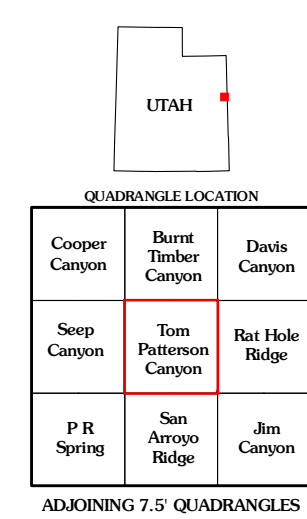 UTAH
QUADRANGLE LOCATION
Cooper
Canyon
Burnt
Timber
Canyon
Davis
Canyon
Seep
Canyon
Tom
Patterson
Canyon
Rat Hole
Ridge
P R
Spring
San
Arroyo
Ridge
Jim
Canyon
ADJOINING 7.5' QUADRANGLES